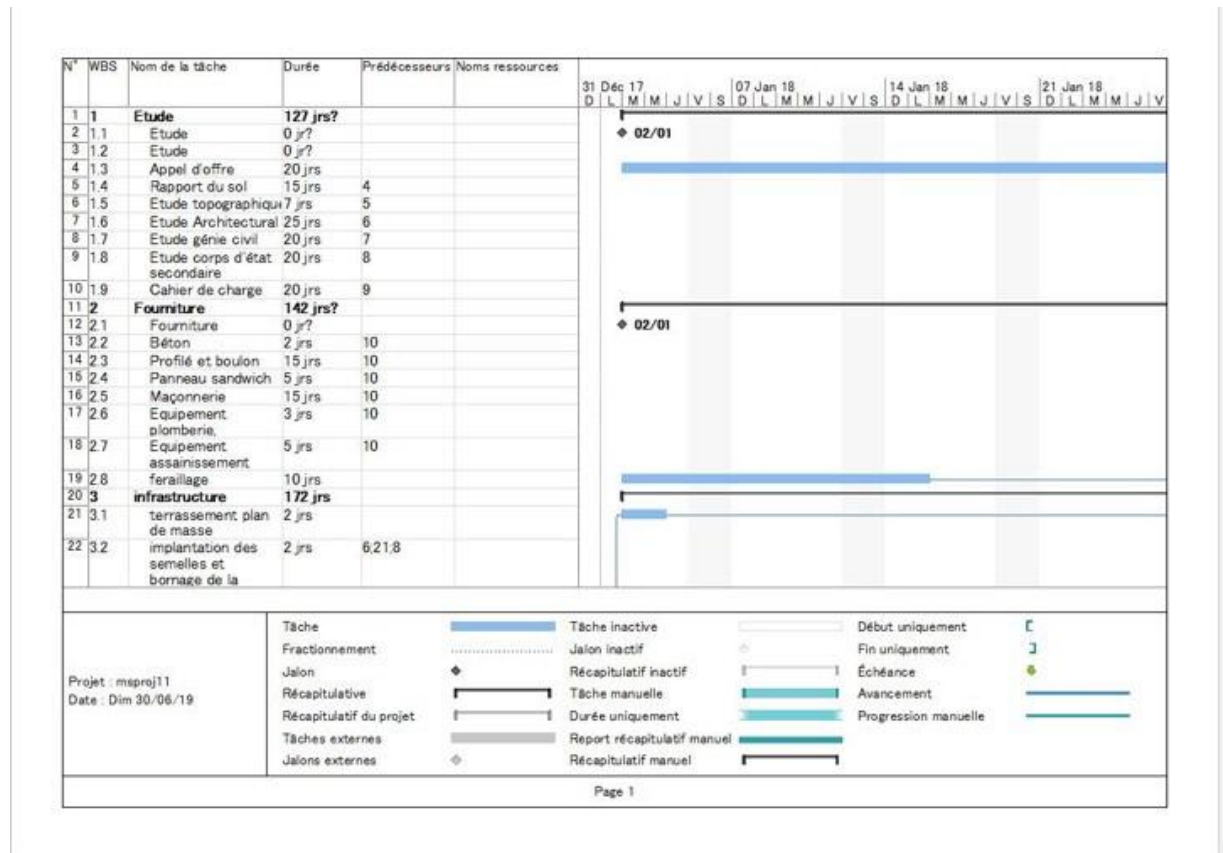 N° WBS Nom de la tâche Durée Prédécesseurs Noms ressources
31 Déc 17 07 Jan 18 14 Jan 18 21 Jan 18
D L M M J V S D L M M J V S D L M M J V S D L M M J V
1 1 Etude 127 jrs?
2 1.1 Etude 0 jr? 02/01
3 1.2 Etude 0 jr?
4 1.3 Appel d'offre 20 jrs
5 1.4 Rapport du sol 15 jrs 4
6 1.5 Etude topographiqu 7 jrs 5
7 1.6 Etude Architectural 25 jrs 6
8 1.7 Etude génie civil 20 jrs 7
9 1.8 Etude corps d'état 20 jrs 8
secondaire
10 1.9 Cahier de charge 20 jrs 9
11 2 Fourniture 142 jrs?
12 2.1 Fourniture 0 jr? 02/01
13 2.2 Béton 2 jrs 10
14 2.3 Profilé et boulon 15 jrs 10
15 2.4 Panneau sandwich 5 jrs 10
16 2.5 Maçonnerie 15 jrs 10
17 2.6 Equipement 3 jrs 10
plomberie,
18 2.7 Equipement 5 jrs 10
assainissement
19 2.8 feraillage 10 jrs
20 3 infrastructure 172 jrs
21 3.1 terrassement plan 2 jrs
de masse
22 3.2 implantation des 2 jrs 6;21;8
semelles et
bornage de la
Projet : msproj11
Date : Dim 30/06/19
Tâche
Fractionnement
Jalon
Récapitulative
Récapitulatif du projet
Tâches externes
Jalons externes
Tâche inactive
Jalon inactif
Récapitulatif inactif
Tâche manuelle
Durée uniquement
Report récapitulatif manuel
Récapitulatif manuel
Début uniquement
Fin uniquement
Échéance
Avancement
Progression manuelle
Page 1